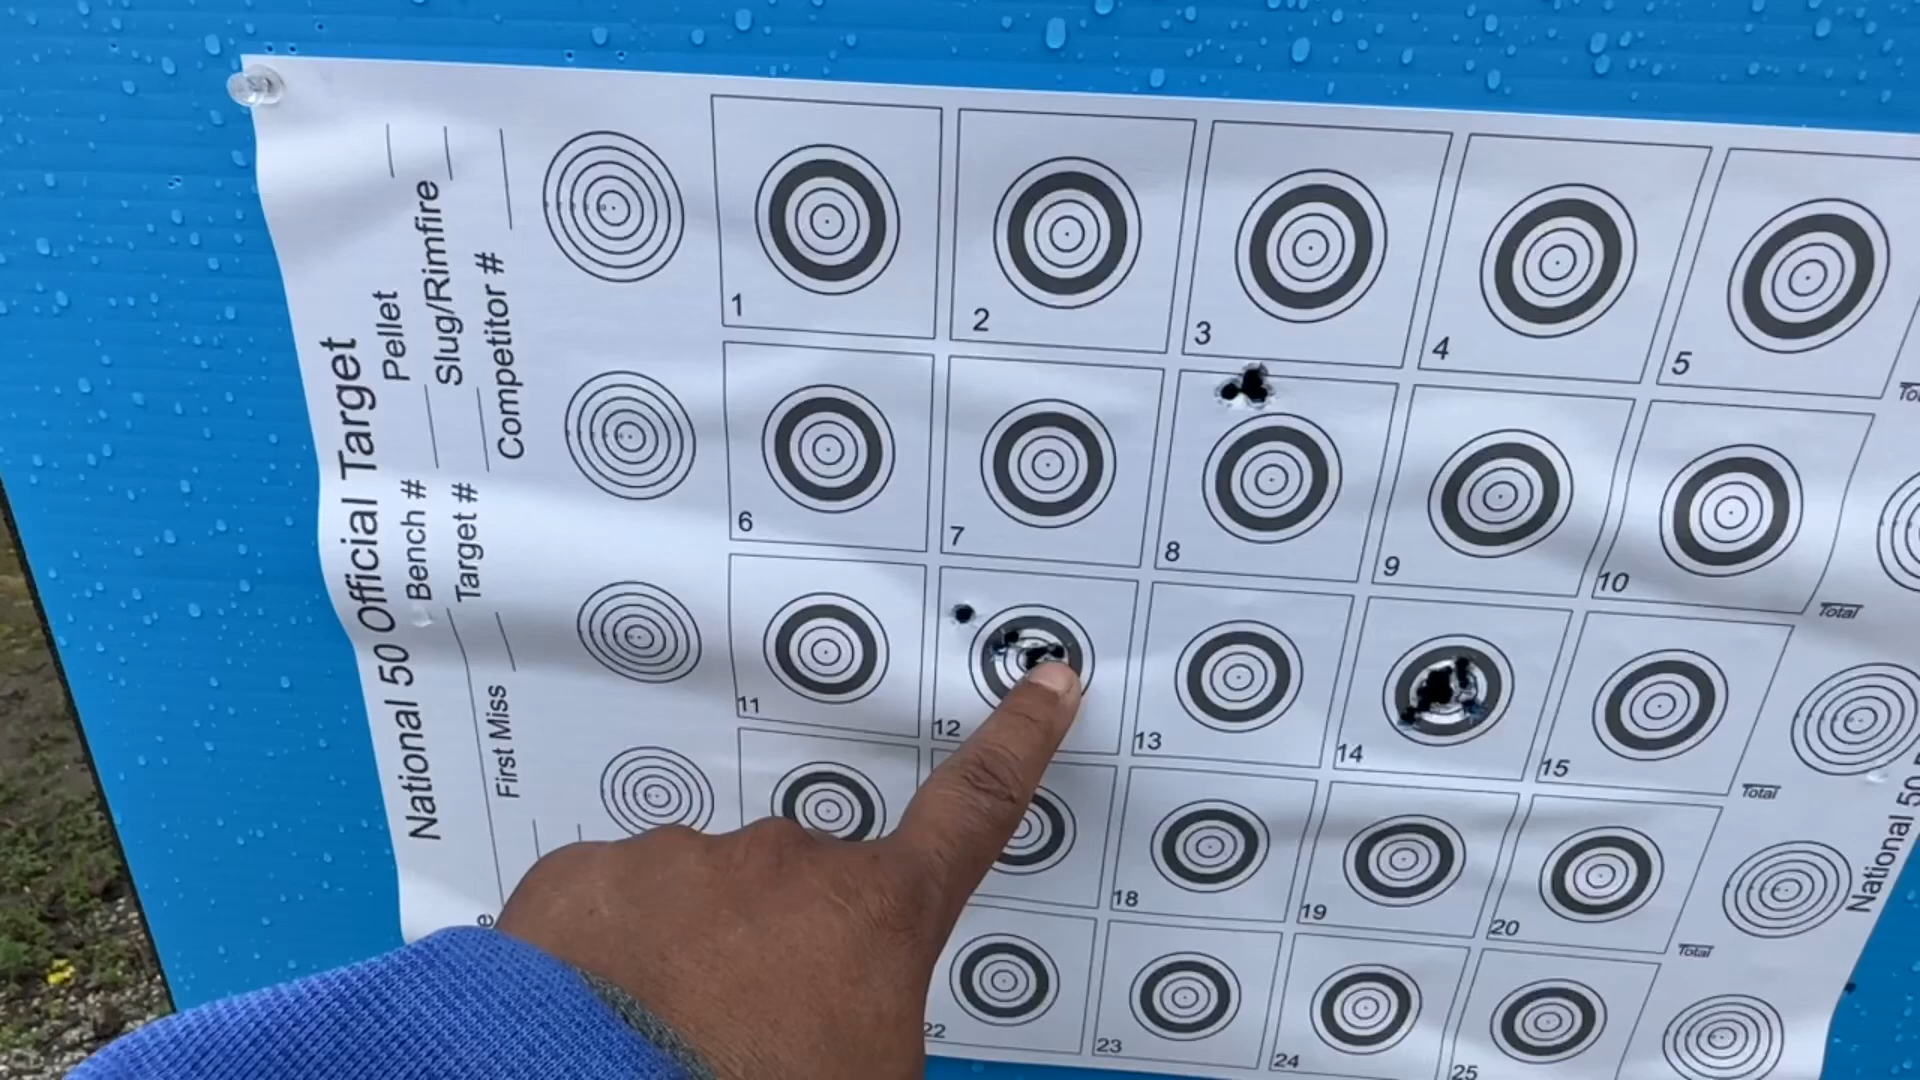 National 50 Official Target
Bench # Pellet
Target # Slug/Rimfire
Competitor #
First Miss
1
2
3
4
5
6
7
8
9
10
Total
11
12
13
14
15
Total
18
19
20
Total
22
23
24
25
National 50